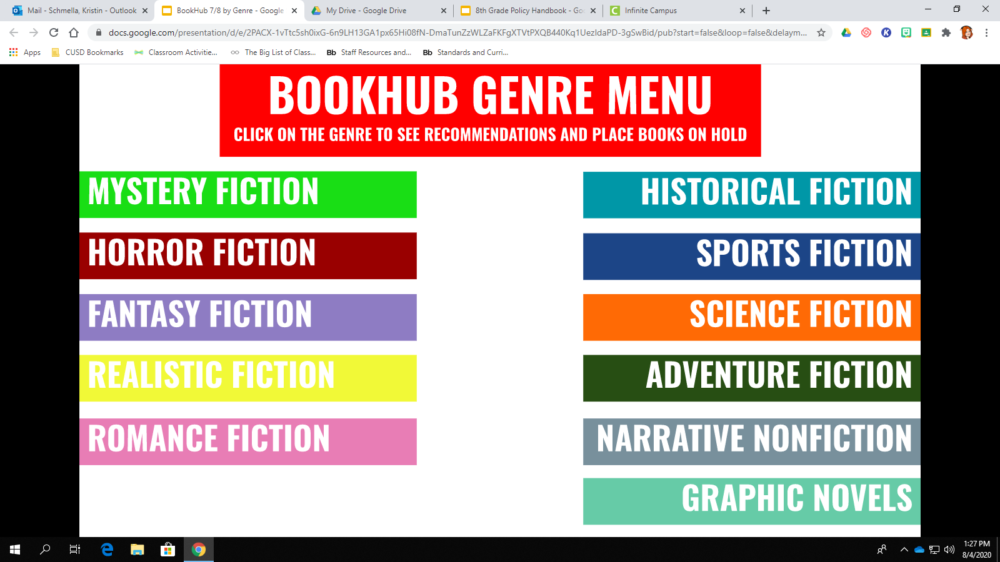 Mail - Schmella, Kristin - Outlook
BookHub 7/8 by Genre - Google
My Drive - Google Drive
8th Grade Policy Handbook - Goo
Infinite Campus
docs.google.com/presentation/d/e/2PACX-1vTtc5sh0ixG-6n9LH13GA1px65Hi08fN-DmaTunZzWLZaFKFgXTVtPXQB440Kq1UezIdaPD-3gSwBid/pub?start=false&loop=false&delaym...
Apps
CUSD Bookmarks
Classroom Activitie...
The Big List of Class...
Bb Staff Resources and...
Bb Standards and Curri...
BOOKHUB GENRE MENU
CLICK ON THE GENRE TO SEE RECOMMENDATIONS AND PLACE BOOKS ON HOLD
MYSTERY FICTION
HORROR FICTION
FANTASY FICTION
REALISTIC FICTION
ROMANCE FICTION
HISTORICAL FICTION
SPORTS FICTION
SCIENCE FICTION
ADVENTURE FICTION
NARRATIVE NONFICTION
GRAPHIC NOVELS
1:27 PM
8/4/2020